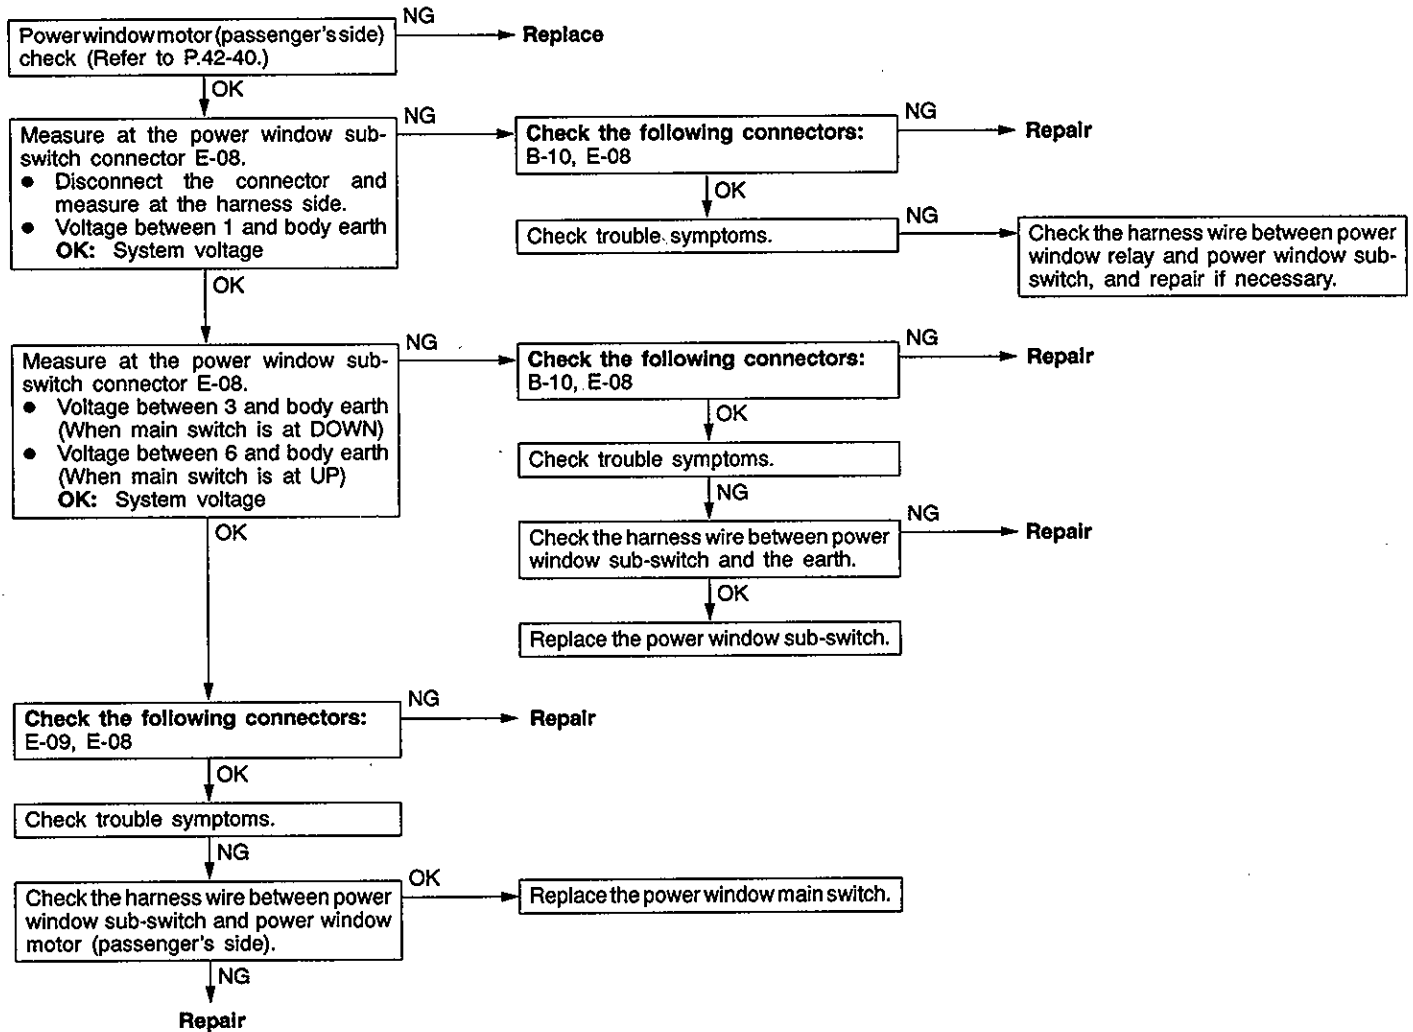 Power window motor (passenger's side)
check (Refer to P.42-40.)
NG
Replace
OK
Measure at the power window sub-
switch connector E-08.
● Disconnect the connector and
measure at the harness side.
● Voltage between 1 and body earth
OK: System voltage
NG
Check the following connectors:
B-10, E-08
NG
Repair
OK
Check trouble symptoms.
NG
Check the harness wire between power
window relay and power window sub-
switch, and repair if necessary.
OK
Measure at the power window sub-
switch connector E-08.
● Voltage between 3 and body earth
(When main switch is at DOWN)
● Voltage between 6 and body earth
(When main switch is at UP)
OK: System voltage
NG
Check the following connectors:
B-10, E-08
NG
Repair
OK
Check trouble symptoms.
NG
Check the harness wire between power
window sub-switch and the earth.
NG
Repair
OK
Replace the power window sub-switch.
OK
Check the following connectors:
E-09, E-08
NG
Repair
OK
Check trouble symptoms.
NG
Check the harness wire between power
window sub-switch and power window
motor (passenger's side).
OK
Replace the power window main switch.
NG
Repair